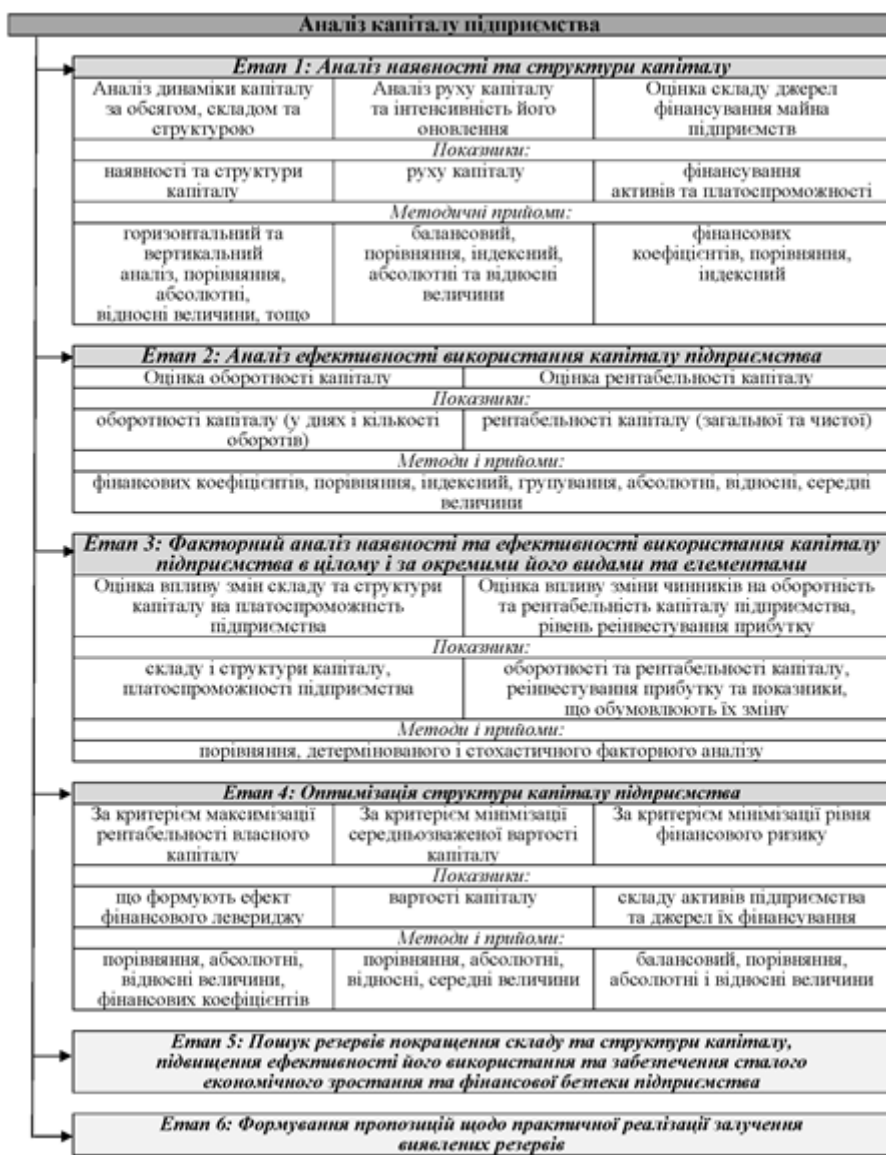 Аналіз капіталу підприємства
Етап 1: Аналіз наявності та структури капіталу
Аналіз динаміки капіталу
за обсягом, складом та
структурою
Аналіз руху капіталу
та інтенсивність його
оновлення
Оцінка складу джерел
фінансування майна
підприємств
Показники:
наявності та структури
капіталу
руху капіталу
фінансування
активів та платоспроможності
Методичні прийоми:
горизонтальний та
вертикальний
аналіз, порівняння,
абсолютні,
відносні величини, тощо
балансовий,
порівняння, індексний,
абсолютні та відносні
величини
фінансових
коефіцієнтів, порівняння,
індексний
Етап 2: Аналіз ефективності використання капіталу підприємства
Оцінка оборотності капіталу
Оцінка рентабельності капіталу
Показники:
оборотності капіталу (у днях і кількості
оборотів)
рентабельності капіталу (загальної та чистої)
Методи і прийоми:
фінансових коефіцієнтів, порівняння, індексний, групування, абсолютні, відносні, середні
величини
Етап 3: Факторний аналіз наявності та ефективності використання капіталу
підприємства в цілому і за окремими його видами та елементами
Оцінка впливу змін складу та структури
капіталу на платоспроможність
підприємства
Оцінка впливу зміни чинників на оборотність
та рентабельність капіталу підприємства,
рівень реінвестування прибутку
Показники:
складу і структури капіталу,
платоспроможності підприємства
оборотності та рентабельності капіталу,
реінвестування прибутку та показники,
що обумовлюють їх зміну
Методи і прийоми:
порівняння, детермінованого і стохастичного факторного аналізу
Етап 4: Оптимізація структури капіталу підприємства
За критерієм максимізації
рентабельності власного
капіталу
За критерієм мінімізації
середньозваженої вартості
капіталу
За критерієм мінімізації рівня
фінансового ризику
Показники:
що формують ефект
фінансового левериджу
вартості капіталу
складу активів підприємства
та джерел їх фінансування
Методи і прийоми:
порівняння, абсолютні,
відносні величини,
фінансових коефіцієнтів
порівняння, абсолютні,
відносні, середні величини
балансовий, порівняння,
абсолютні і відносні величини
Етап 5: Пошук резервів покращення складу та структури капіталу,
підвищення ефективності його використання та забезпечення сталого
економічного зростання та фінансової безпеки підприємства
Етап 6: Формування пропозицій щодо практичної реалізації залучення
виявлених резервів